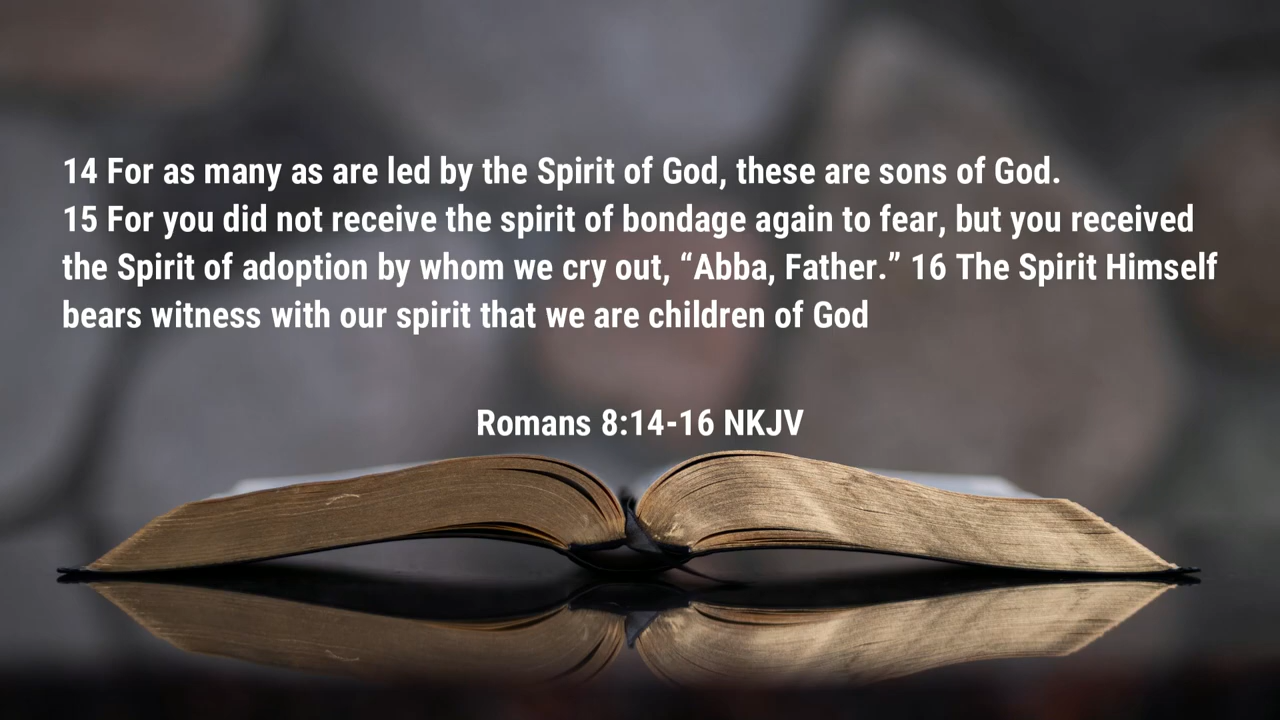 14 For as many as are led by the Spirit of God, these are sons of God.
15 For you did not receive the spirit of bondage again to fear, but you received
the Spirit of adoption by whom we cry out, “Abba, Father.” 16 The Spirit Himself
bears witness with our spirit that we are children of God
Romans 8:14-16 NKJV